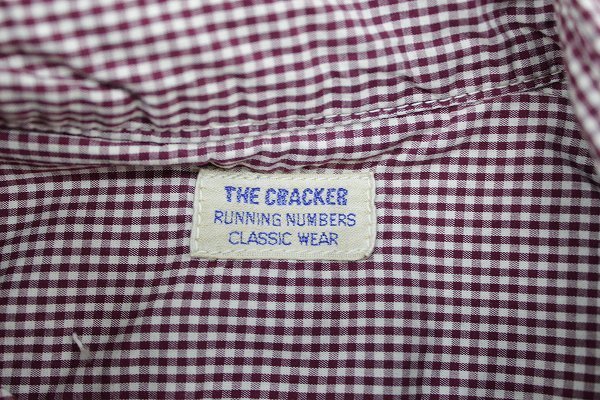 THE CRACKER
RUNNING NUMBERS
CLASSIC WEAR